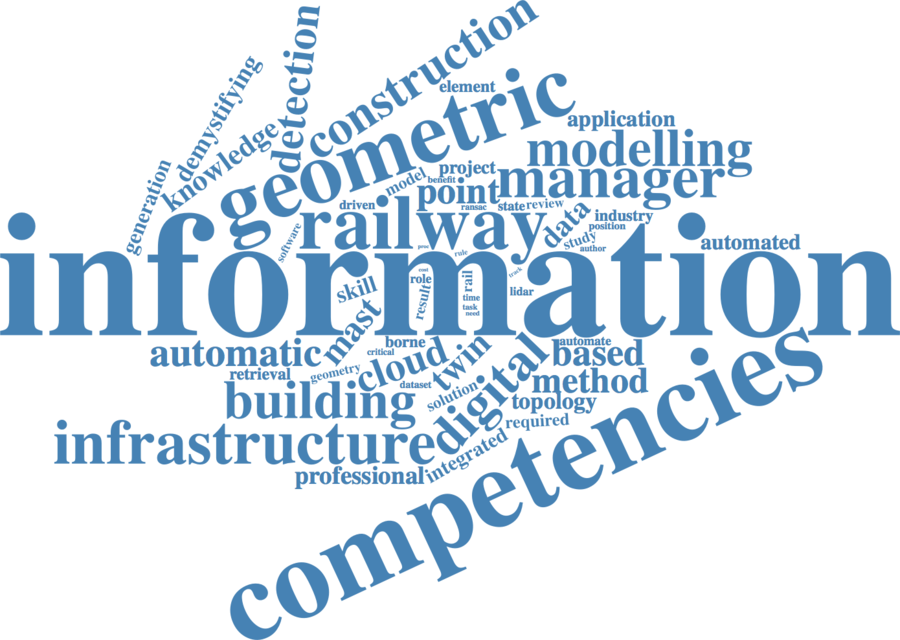 detection
construction
demystifying
element
geometric
knowledge
application
modelling
generation
project
manager
model
benefit
point
driven
ransac
state
review
railway
data
industry
position
software
study
author
automated
information
rule
track
role
rail
skill
result
time
lidar
task
need
mast
automatic
borne
critical
cloud
twin
automate
based
retrieval
geometry
dataset
digital
method
building
solution
topology
infrastructure
required
integrated
professional
competencies